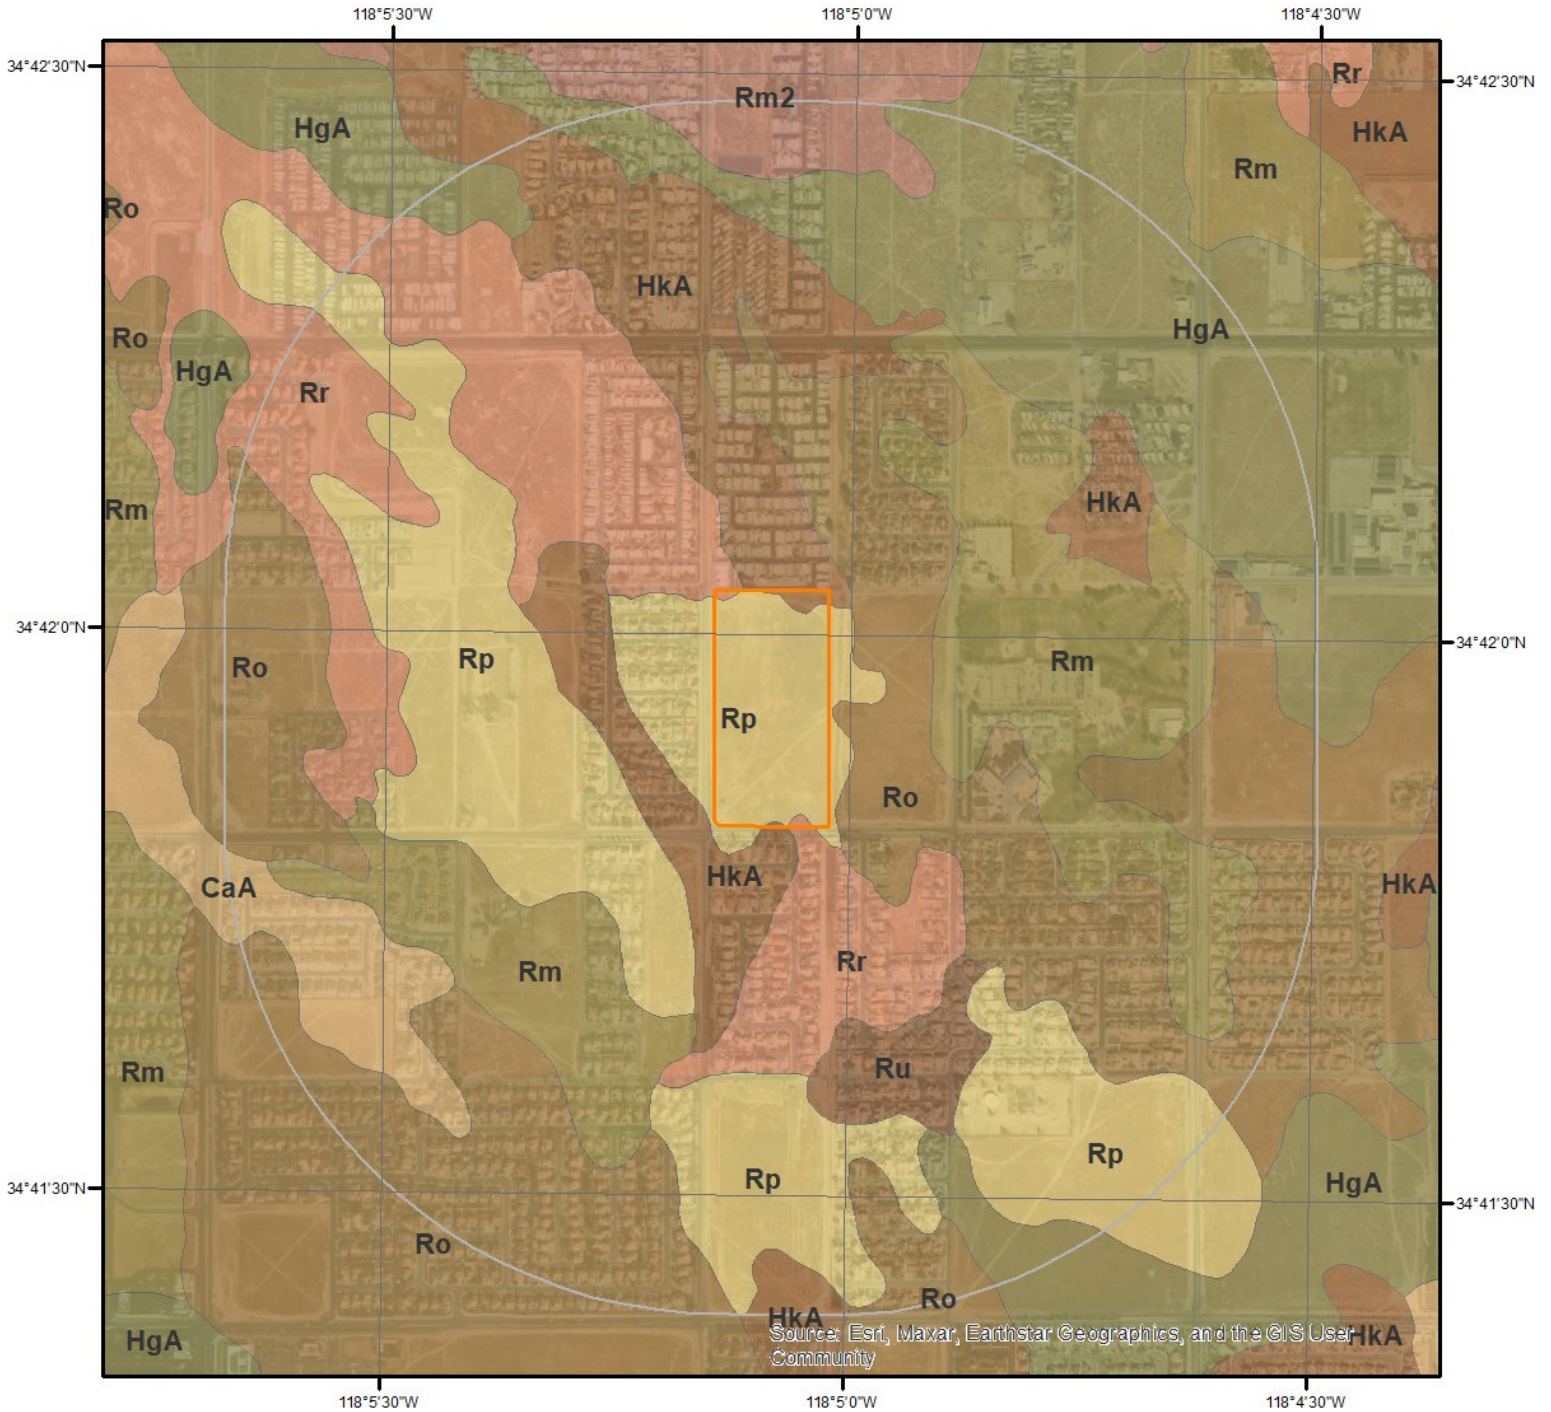 118°5'30"W
118°5'0"W
118°4'30"W
34°42'30"N
34°42'30"N
Rr
Rm2
HgA
HkA
Rm
Ro
HkA
HgA
Ro
HgA
Rr
HkA
Rm
34°42'0"N
34°42'0"N
Ro
Rp
Rm
Rp
Ro
HkA
HkA
CaA
Rr
Rm
Ru
Rm
Rp
Rp
HgA
34°41'30"N
34°41'30"N
Ro
Ro
HkA
HkA
HgA
Source: Esri, Maxar, Earthstar Geographics, and the GIS User
Community
118°5'30"W
118°5'0"W
118°4'30"W